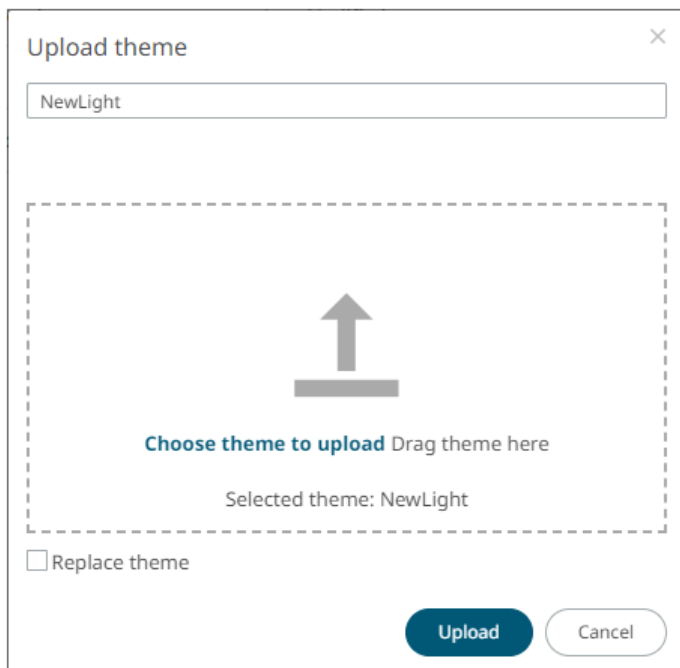 Upload theme
NewLight
Choose theme to upload Drag theme here
Selected theme: NewLight
Replace theme
Upload
Cancel